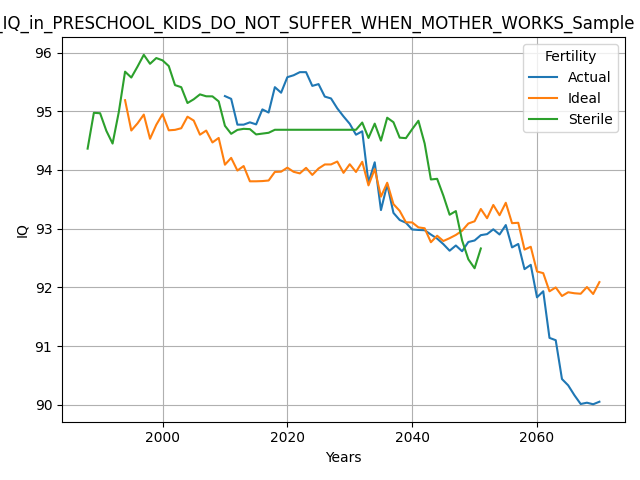 _IQ_in_PRESCHOOL_KIDS_DO_NOT_SUFFER_WHEN_MOTHER_WORKS_Sample
Fertility
Actual
Ideal
Sterile
96
95
94
93
92
91
90
IQ
2000
2020
2040
2060
Years